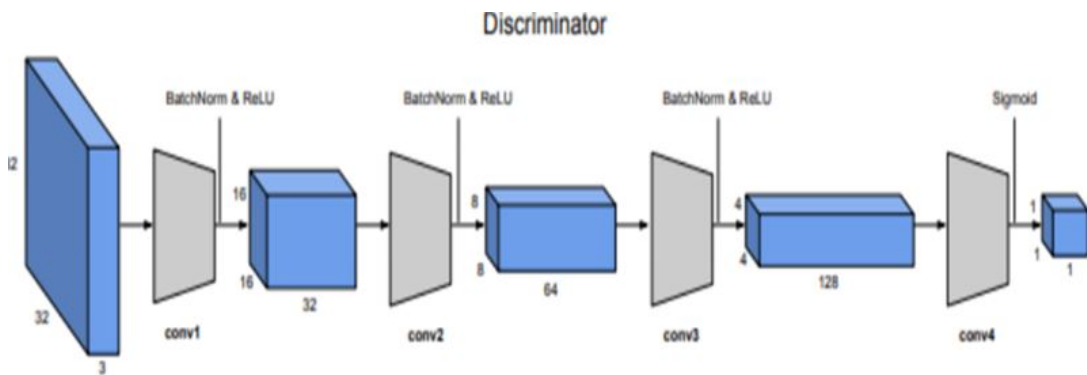 Discriminator
BatchNorm & ReLU
BatchNorm & ReLU
BatchNorm & ReLU
Sigmoid
32
3
conv1
16
16
32
conv2
8
8
64
conv3
4
4
128
conv4
1
1
1